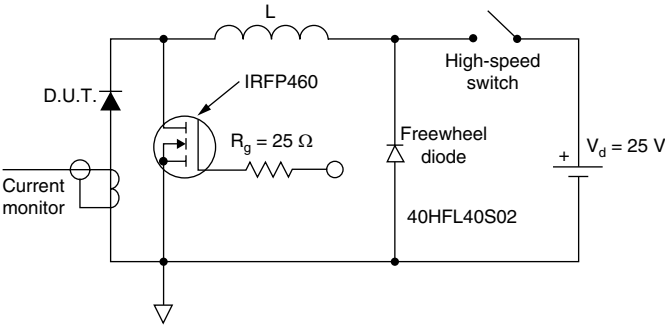 L
High-speed
switch
D.U.T.
IRFP460
R_g = 25 Ω
Freewheel
diode
+
V_d = 25 V
Current
monitor
40HFL40S02